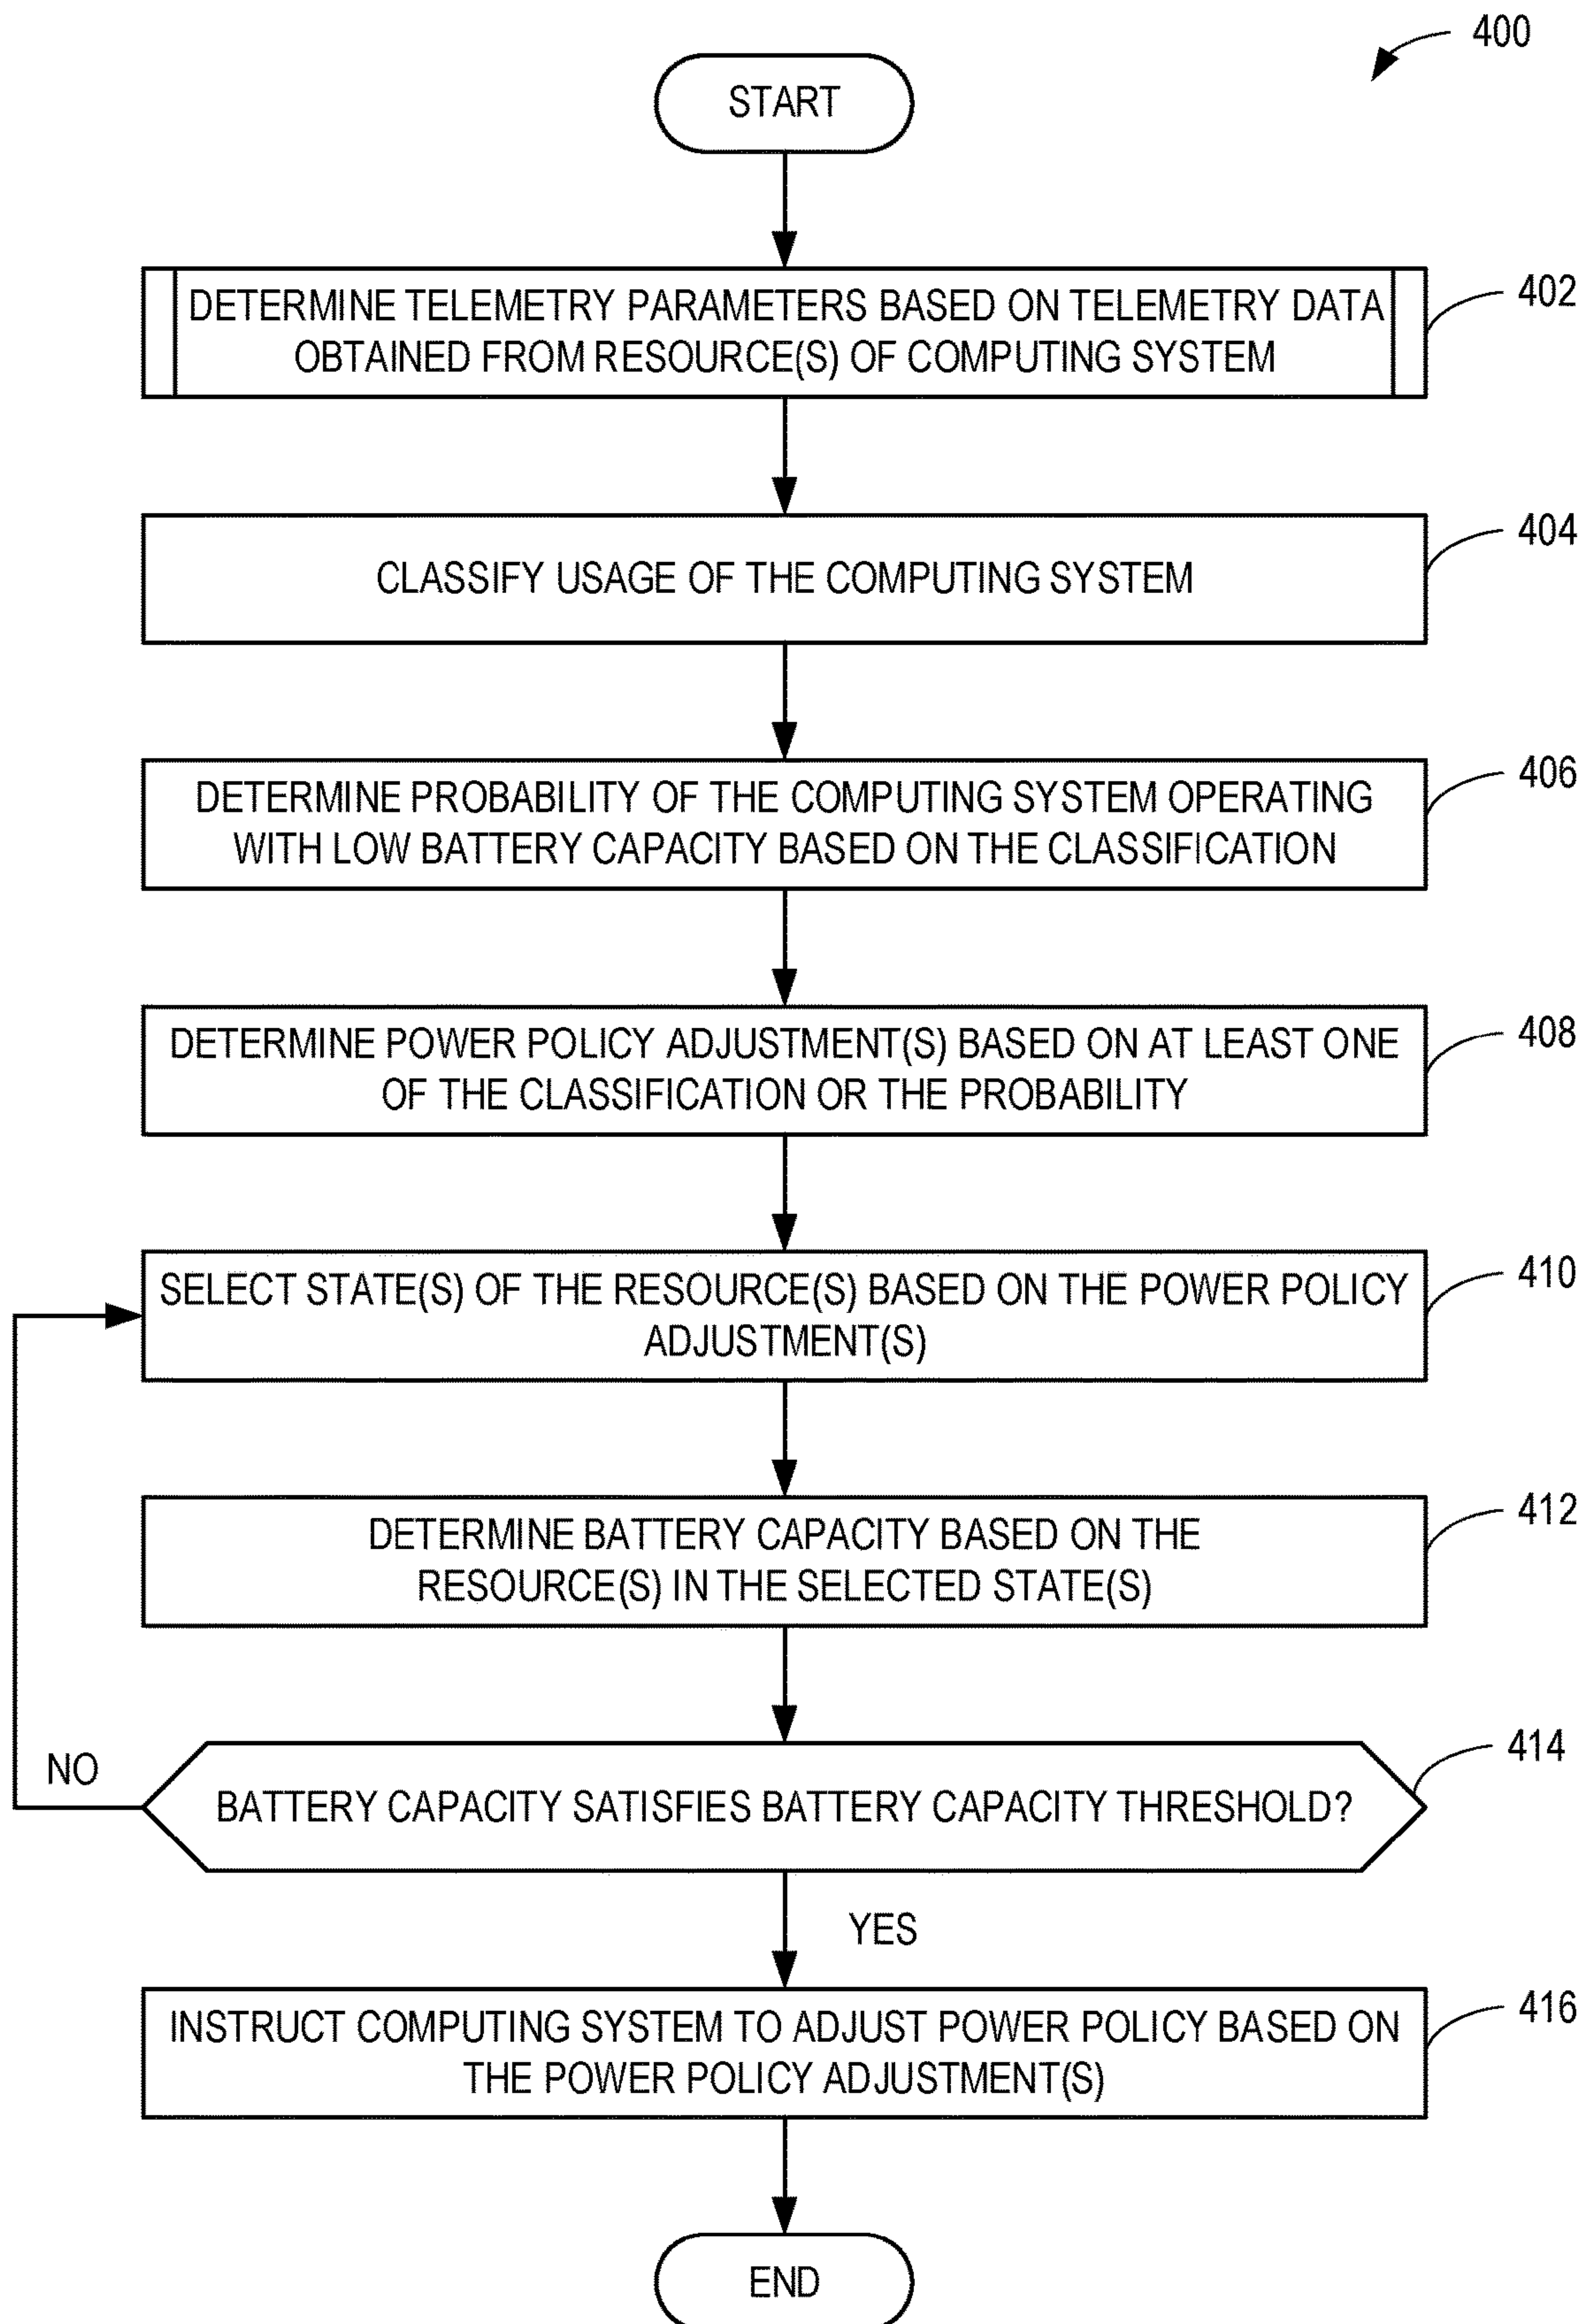 400
START
DETERMINE TELEMETRY PARAMETERS BASED ON TELEMETRY DATA
OBTAINED FROM RESOURCE(S) OF COMPUTING SYSTEM
402
CLASSIFY USAGE OF THE COMPUTING SYSTEM
404
DETERMINE PROBABILITY OF THE COMPUTING SYSTEM OPERATING
WITH LOW BATTERY CAPACITY BASED ON THE CLASSIFICATION
406
DETERMINE POWER POLICY ADJUSTMENT(S) BASED ON AT LEAST ONE
OF THE CLASSIFICATION OR THE PROBABILITY
408
SELECT STATE(S) OF THE RESOURCE(S) BASED ON THE POWER POLICY
ADJUSTMENT(S)
410
DETERMINE BATTERY CAPACITY BASED ON THE
RESOURCE(S) IN THE SELECTED STATE(S)
412
NO
BATTERY CAPACITY SATISFIES BATTERY CAPACITY THRESHOLD?
414
YES
INSTRUCT COMPUTING SYSTEM TO ADJUST POWER POLICY BASED ON
THE POWER POLICY ADJUSTMENT(S)
416
END